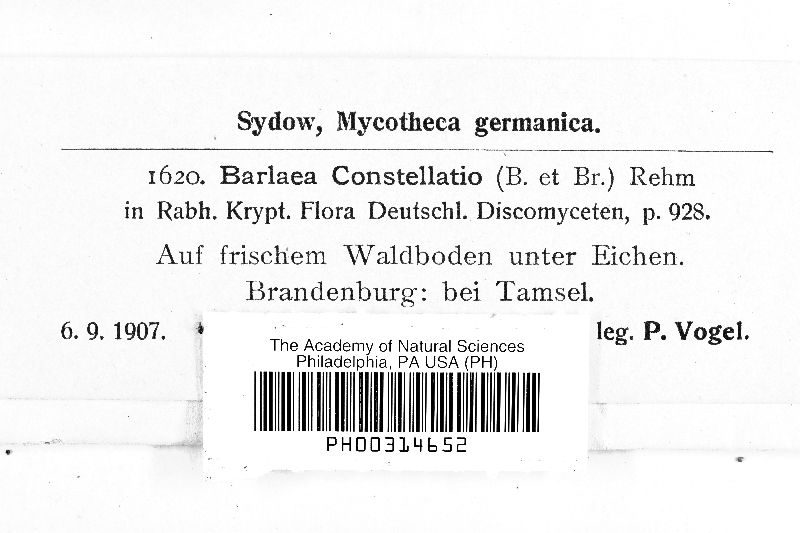 Sydow, Mycotheca germanica.
1620. Barlaea Constellatio (B. et Br.) Rehm
in Rabh. Krypt. Flora Deutschl. Discomyceten, p. 928.
Auf frischem Waldboden unter Eichen.
Brandenburg: bei Tamsel.
6. 9. 1907. leg. P. Vogel.
The Academy of Natural Sciences
Philadelphia, PA USA (PH)
PH00314652